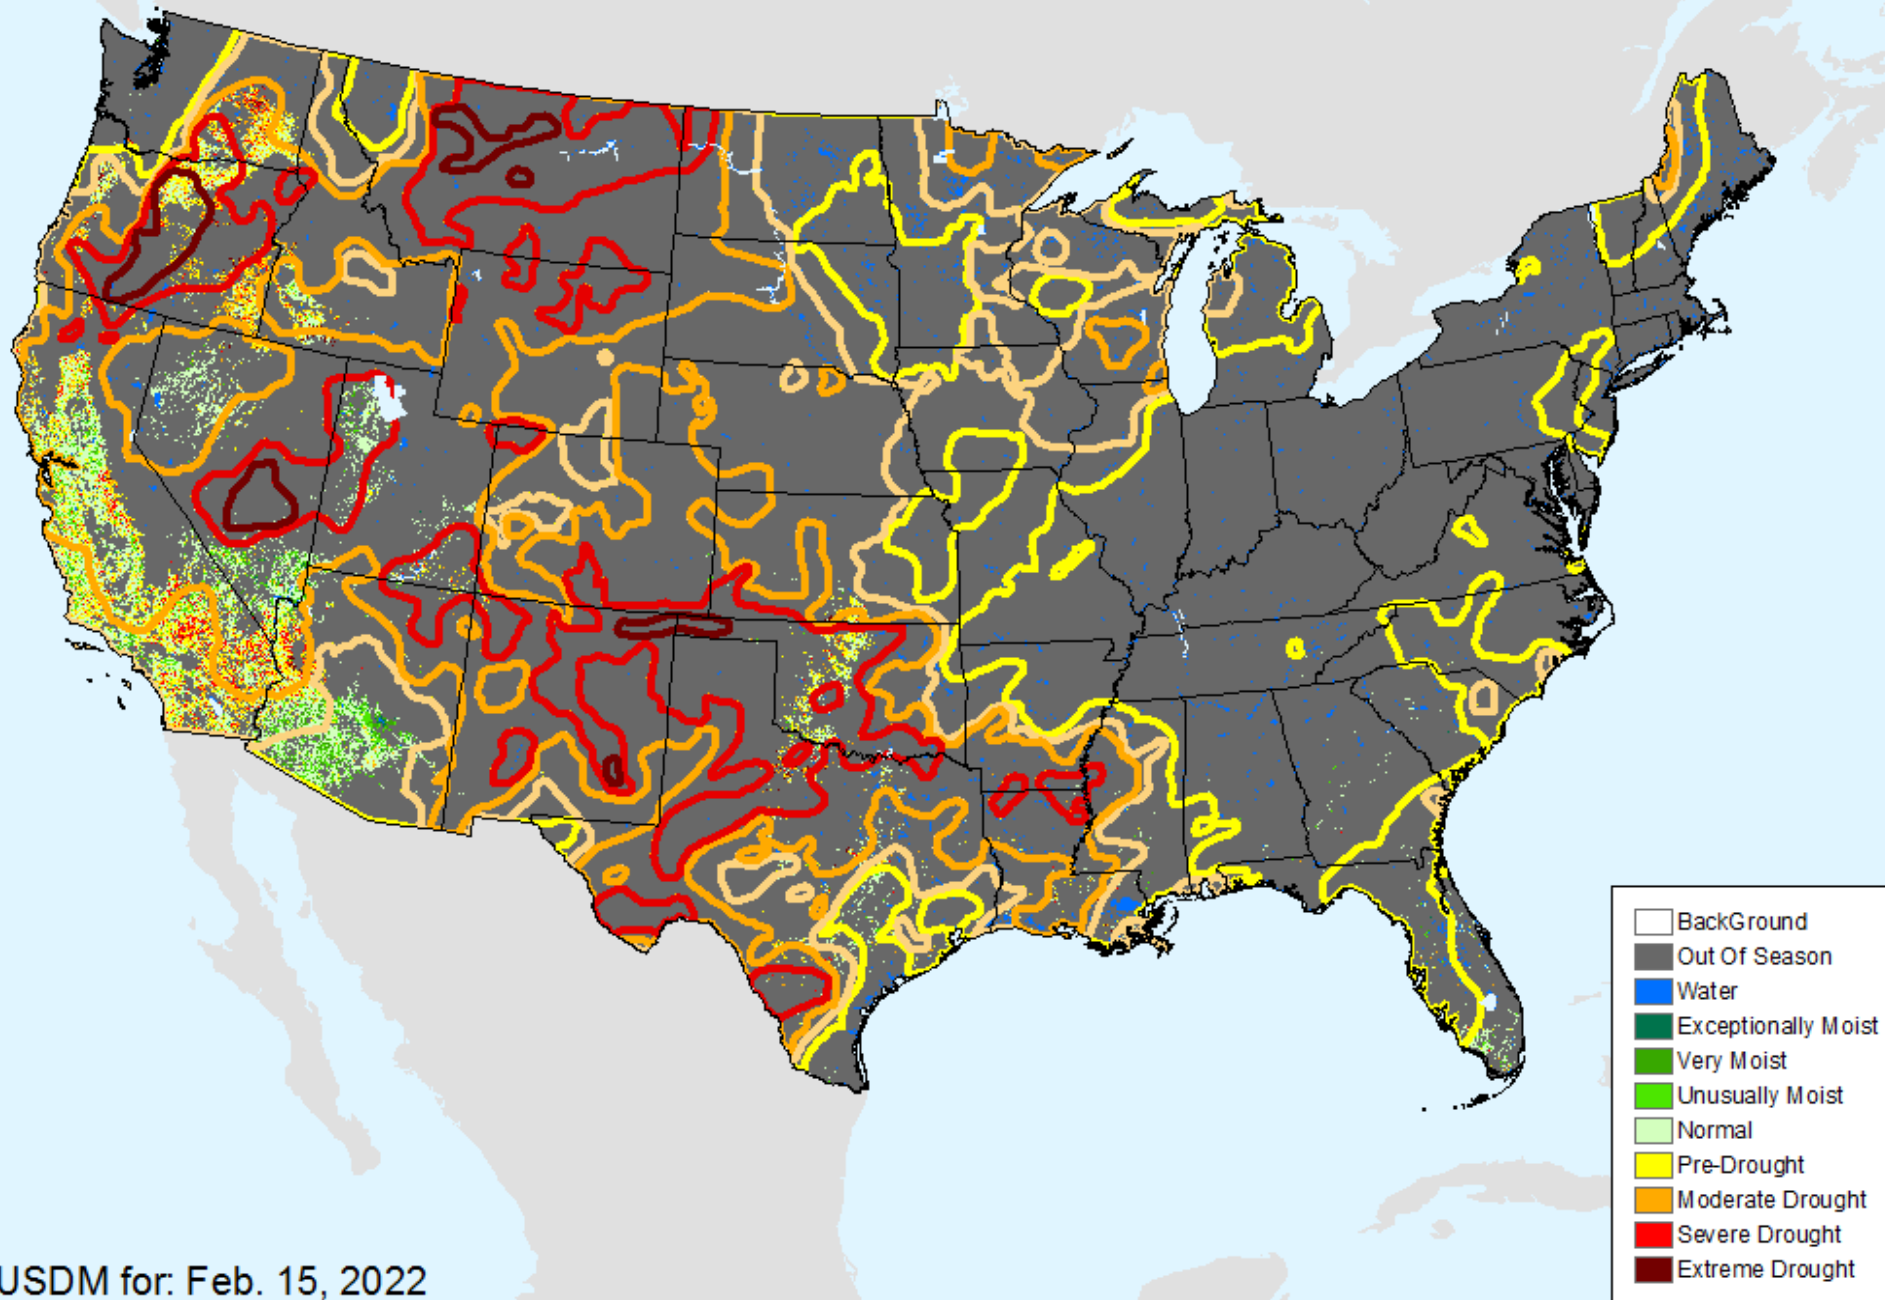 BackGround
Out Of Season
Water
Exceptionally Moist
Very Moist
Unusually Moist
Normal
Pre-Drought
Moderate Drought
Severe Drought
Extreme Drought
USDM for: Feb. 15, 2022